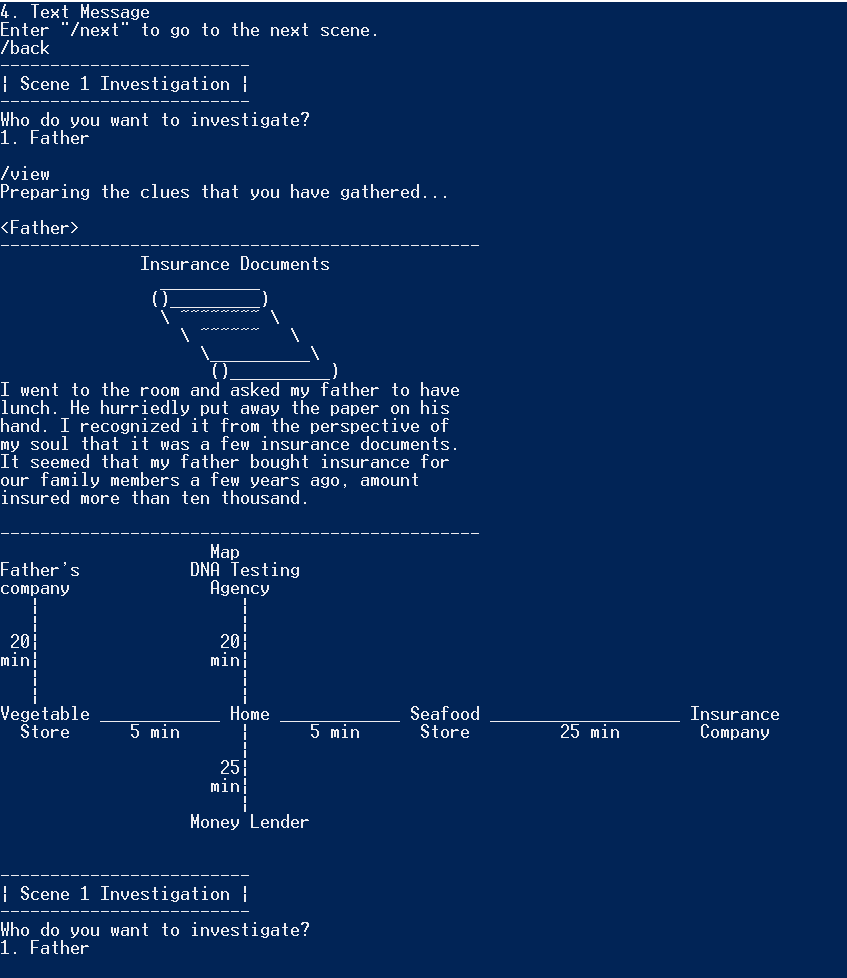 4. Text Message
Enter "/next" to go to the next scene.
/back
-------------------------
| Scene 1 Investigation |
-------------------------
Who do you want to investigate?
1. Father
/view
Preparing the clues that you have gathered...
<Father>
------------------------------------------------
Insurance Documents
I went to the room and asked my father to have
lunch. He hurriedly put away the paper on his
hand. I recognized it from the perspective of
my soul that it was a few insurance documents.
It seemed that my father bought insurance for
our family members a few years ago, amount
insured more than ten thousand.
------------------------------------------------
Map
Father's DNA Testing
company Agency
20 20
min min
Vegetable Home Seafood Insurance
Store 5 min 5 min Store 25 min Company
25
min
Money Lender
-------------------------
| Scene 1 Investigation |
-------------------------
Who do you want to investigate?
1. Father